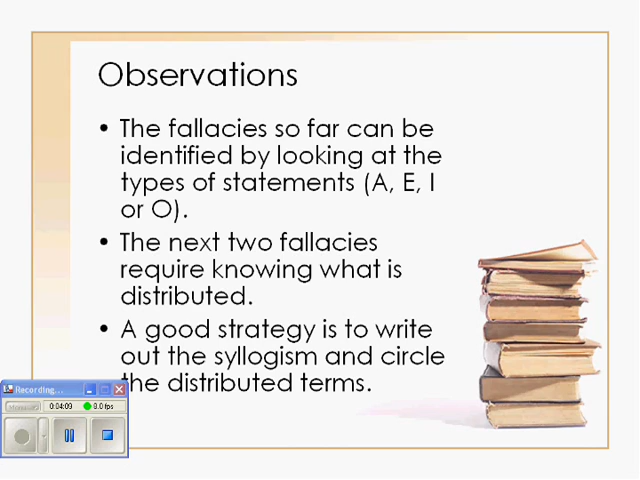 Observations
• The fallacies so far can be
identified by looking at the
types of statements (A, E, I
or O).
• The next two fallacies
require knowing what is
distributed.
• A good strategy is to write
out the syllogism and circle
the distributed terms.
Recording...
0:04:09 0.0 fps